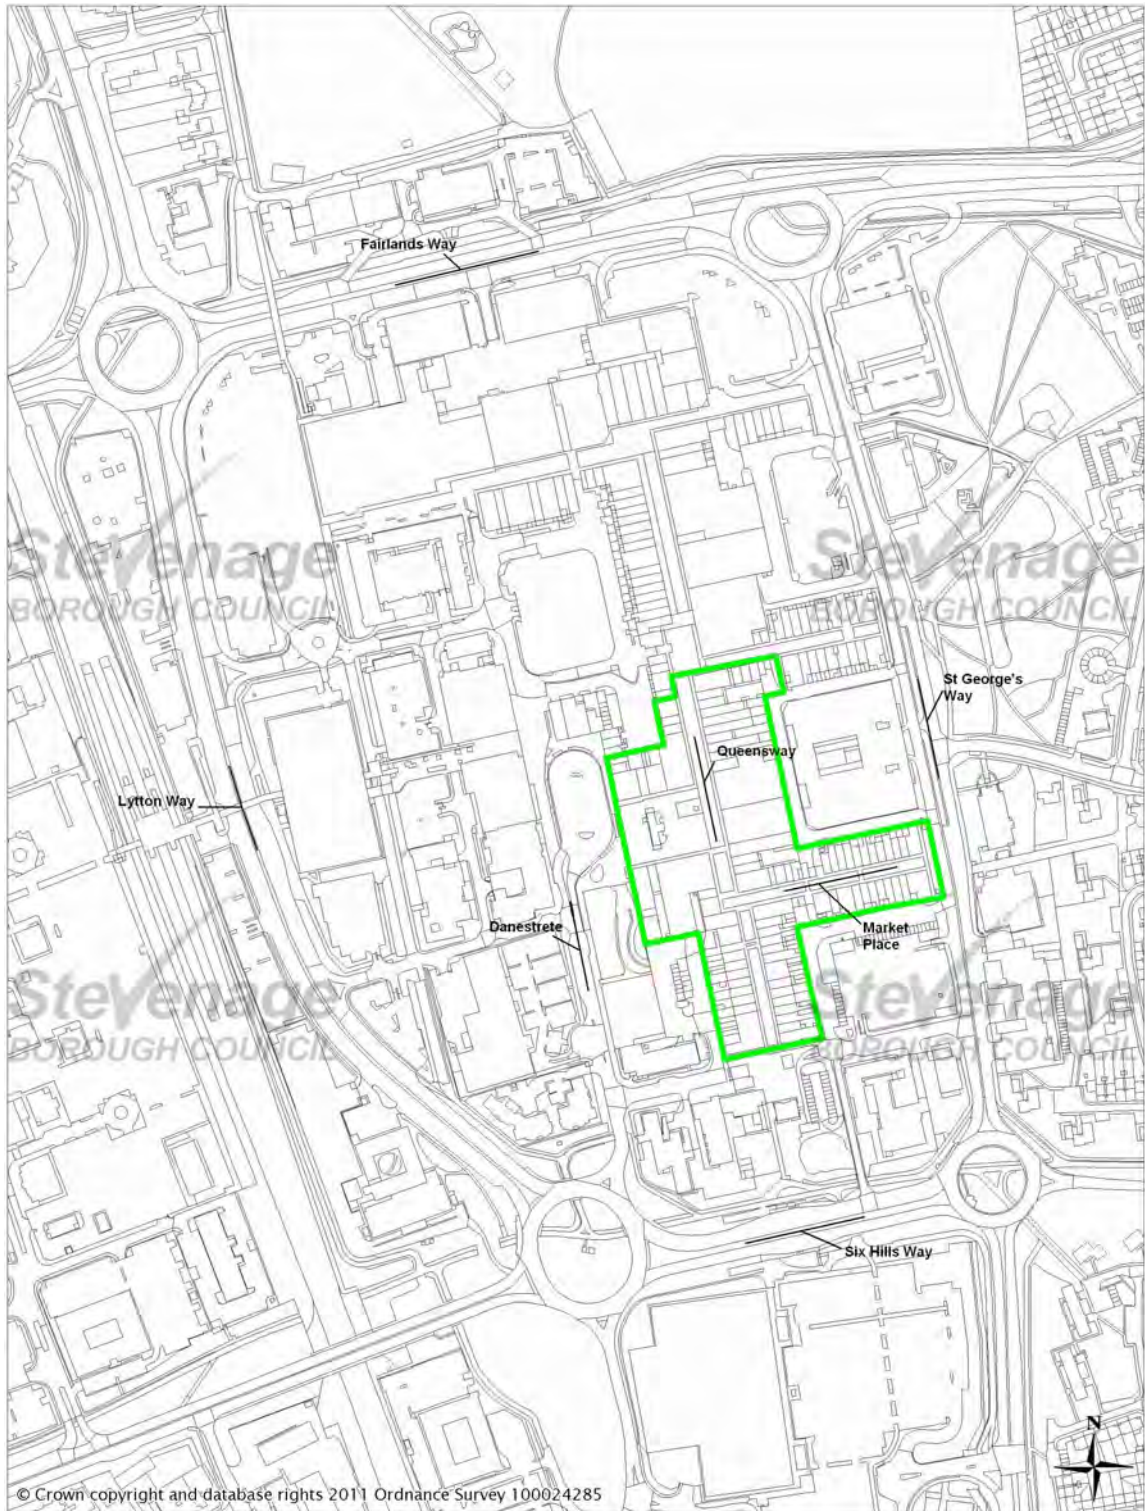 Fairlands Way
Stevenage
BOROUGH COUNCIL
Stevenage
BOROUGH COUNCIL
St George's
Way
Queensway
Lytton Way
Danestrete
Market
Place
Stevenage
BOROUGH COUNCIL
Stevenage
BOROUGH COUNCIL
Six Hills Way
N
© Crown copyright and database rights 2011 Ordnance Survey 100024285